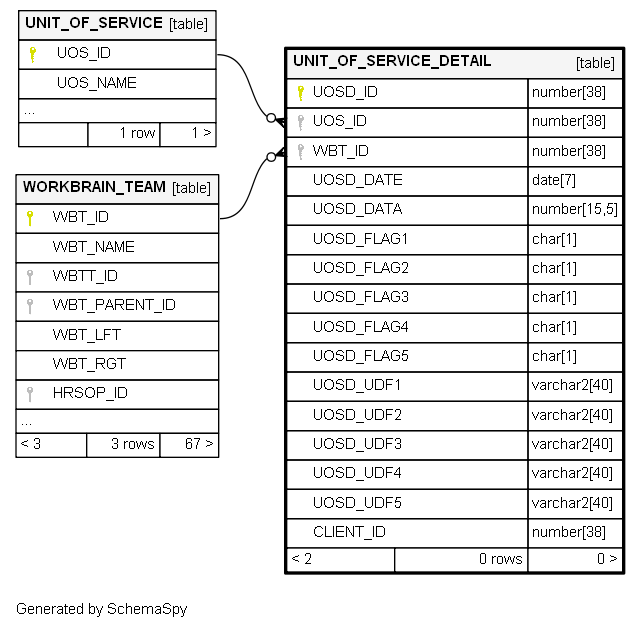 UNIT_OF_SERVICE [table]
UOS_ID
UOS_NAME
...
1 row 1 >
WORKBRAIN_TEAM [table]
WBT_ID
WBT_NAME
WBTT_ID
WBT_PARENT_ID
WBT_LFT
WBT_RGT
HRSOP_ID
...
< 3 3 rows 67 >
UNIT_OF_SERVICE_DETAIL [table]
UOSD_ID number[38]
UOS_ID number[38]
WBT_ID number[38]
UOSD_DATE date[7]
UOSD_DATA number[15,5]
UOSD_FLAG1 char[1]
UOSD_FLAG2 char[1]
UOSD_FLAG3 char[1]
UOSD_FLAG4 char[1]
UOSD_FLAG5 char[1]
UOSD_UDF1 varchar2[40]
UOSD_UDF2 varchar2[40]
UOSD_UDF3 varchar2[40]
UOSD_UDF4 varchar2[40]
UOSD_UDF5 varchar2[40]
CLIENT_ID number[38]
< 2 0 rows 0 >
Generated by SchemaSpy